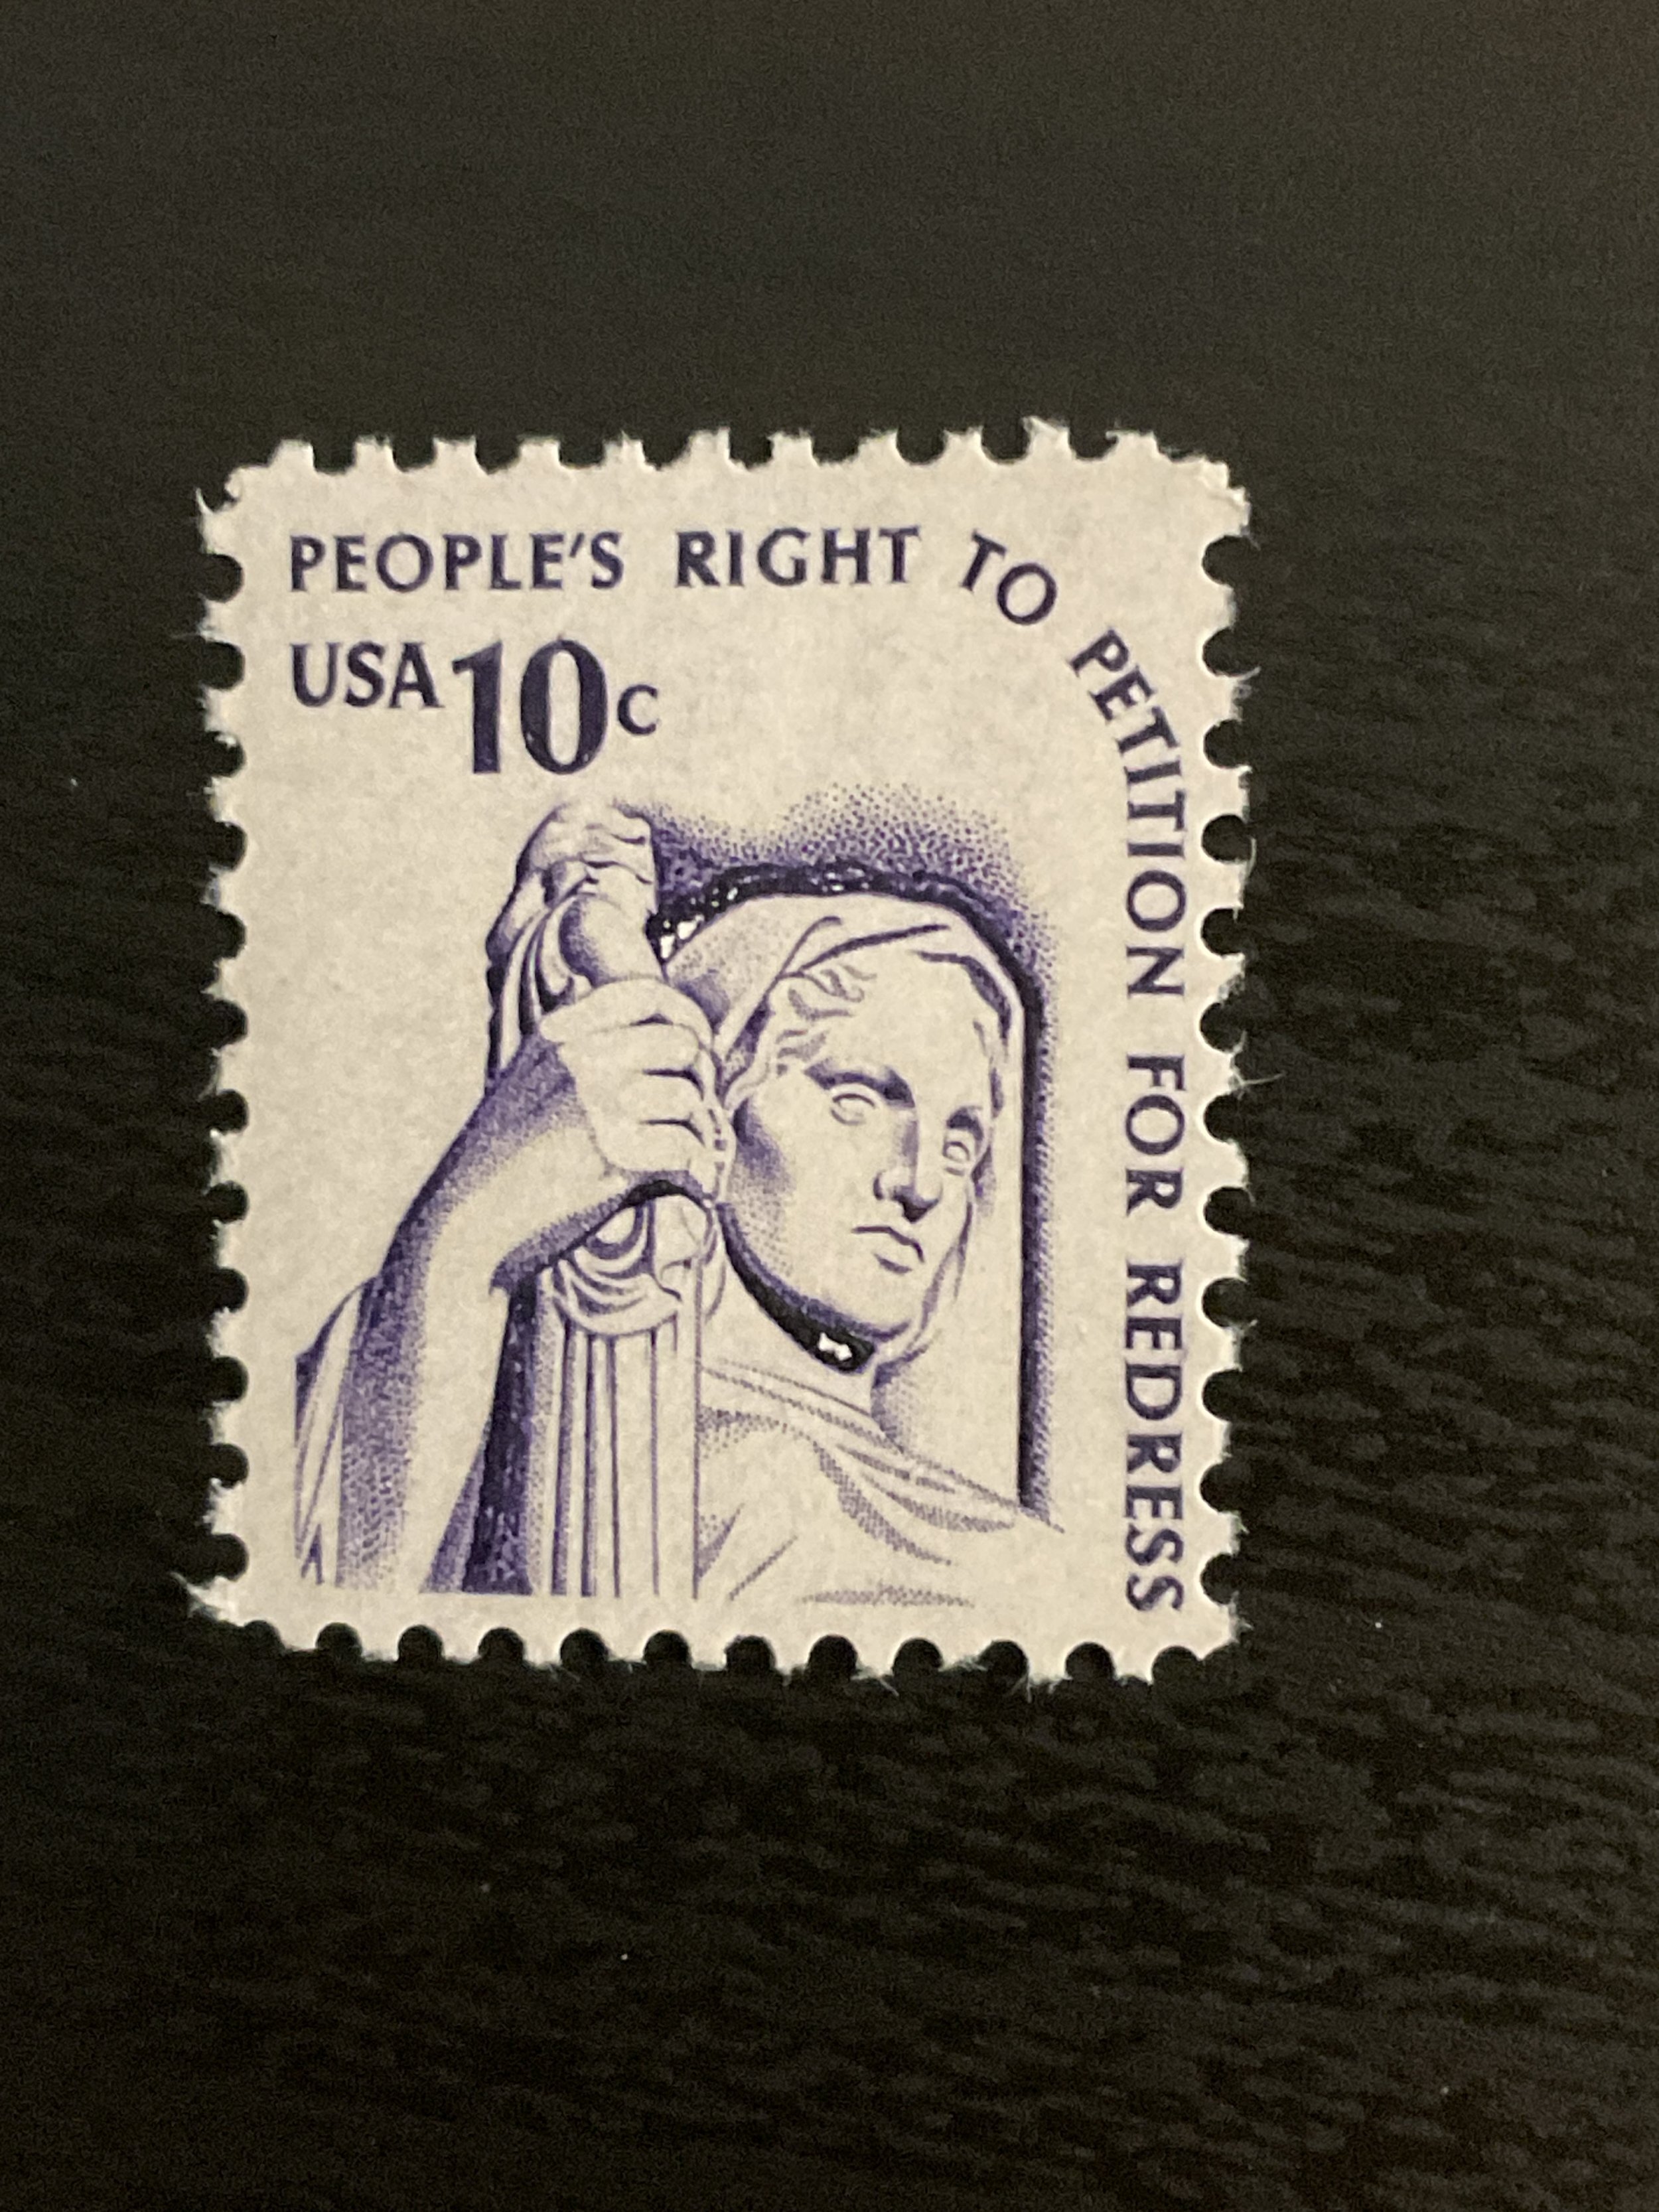 PEOPLE'S RIGHT TO PETITION FOR REDRESS
USA 10c